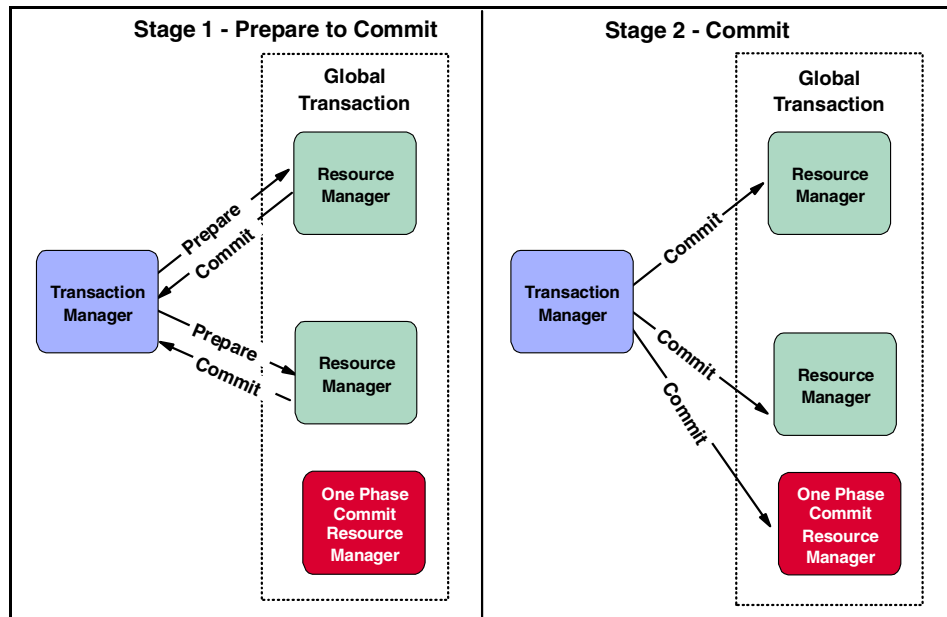 Stage 1 - Prepare to Commit
Global
Transaction
Resource
Manager
Prepare
Commit
Transaction
Manager
Prepare
Commit
Resource
Manager
One Phase
Commit
Resource
Manager
Stage 2 - Commit
Global
Transaction
Resource
Manager
Commit
Transaction
Manager
Commit
Commit
Resource
Manager
One Phase
Commit
Resource
Manager